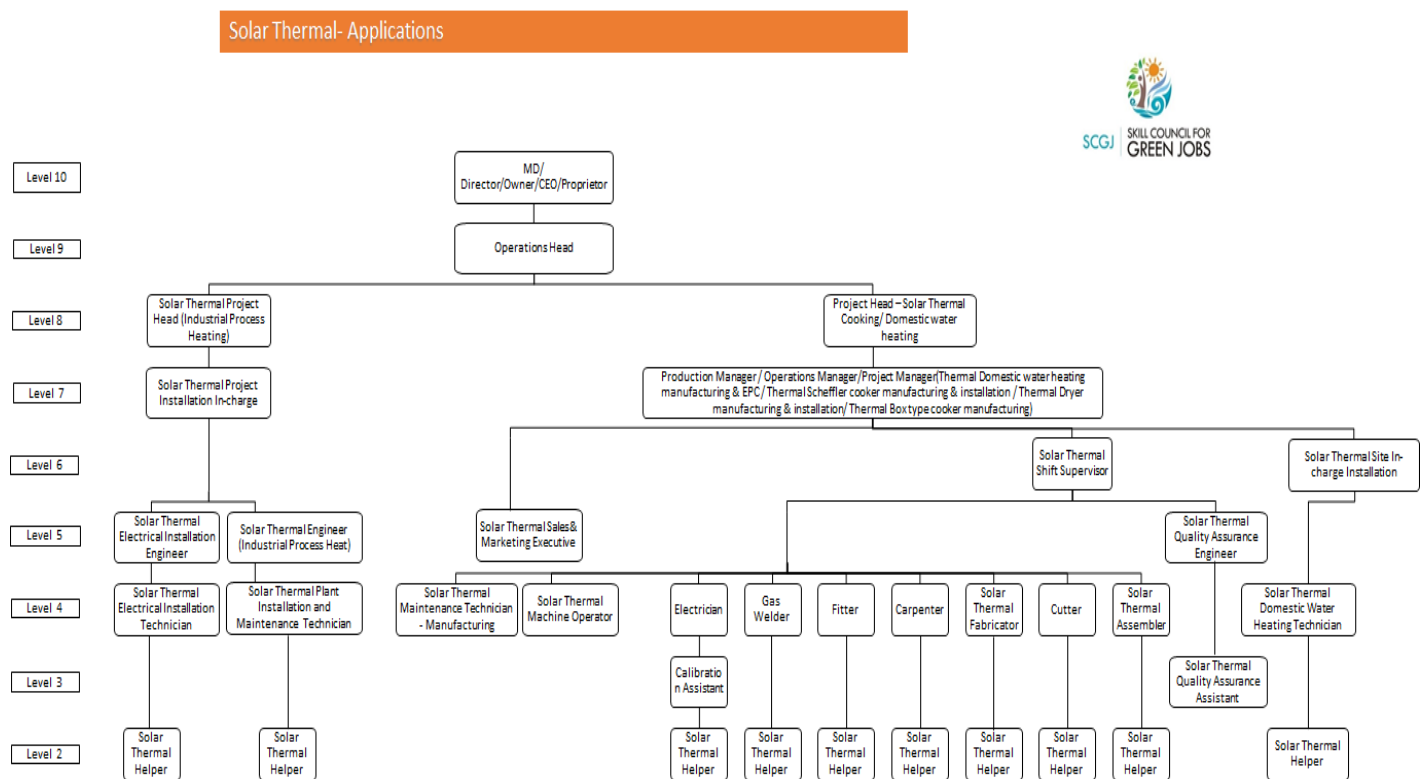 Solar Thermal- Applications
SCGJ
SKILL COUNCIL FOR
GREEN JOBS
Level 10
MD/
Director/Owner/CEO/Proprietor
Level 9
Operations Head
Level 8
Solar Thermal Project
Head (Industrial Process
Heating)
Project Head – Solar Thermal
Cooking/ Domestic water
heating
Level 7
Solar Thermal Project
Installation In-charge
Production Manager / Operations Manager/Project Manager(Thermal Domestic water heating
manufacturing & EPC/ Thermal Scheffler cooker manufacturing & installation / Thermal Dryer
manufacturing & installation/ Thermal Box type cooker manufacturing)
Level 6
Solar Thermal
Shift Supervisor
Solar Thermal Site In-
charge Installation
Level 5
Solar Thermal
Electrical Installation
Engineer
Solar Thermal Engineer
(Industrial Process Heat)
Solar Thermal Sales&
Marketing Executive
Solar Thermal
Quality Assurance
Engineer
Level 4
Solar Thermal
Electrical Installation
Technician
Solar Thermal Plant
Installation and
Maintenance Technician
Solar Thermal
Maintenance Technician
- Manufacturing
Solar Thermal
Machine Operator
Electrician
Gas
Welder
Fitter
Carpenter
Solar
Thermal
Fabricator
Cutter
Solar
Thermal
Assembler
Solar Thermal
Domestic Water
Heating Technician
Level 3
Calibratio
n Assistant
Solar Thermal
Quality Assurance
Assistant
Level 2
Solar
Thermal
Helper
Solar
Thermal
Helper
Solar
Thermal
Helper
Solar
Thermal
Helper
Solar
Thermal
Helper
Solar
Thermal
Helper
Solar
Thermal
Helper
Solar
Thermal
Helper
Solar
Thermal
Helper
Solar Thermal
Helper